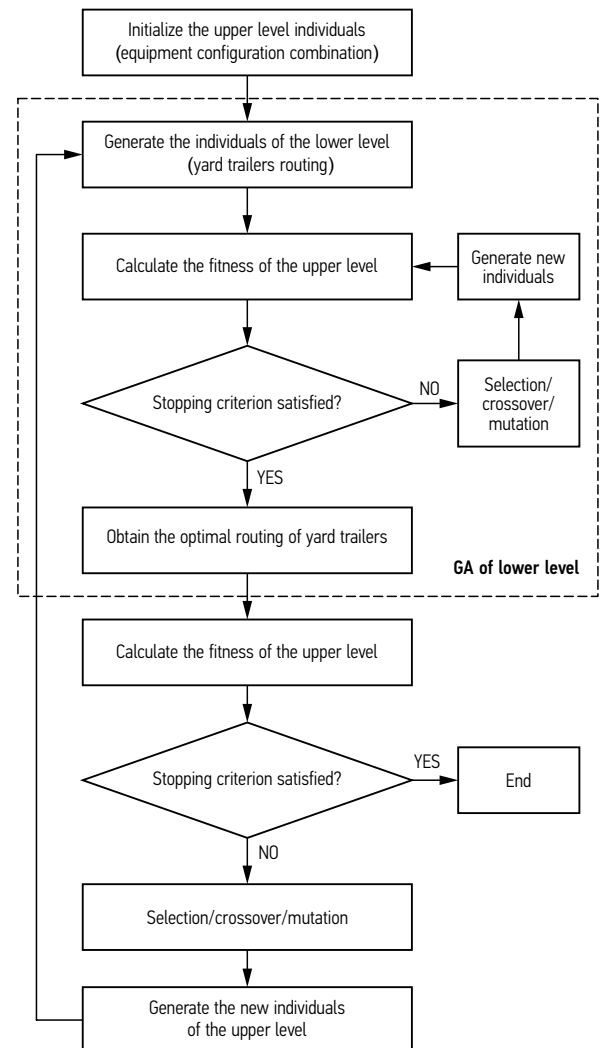 Initialize the upper level individuals
(equipment configuration combination)
Generate the individuals of the lower level
(yard trailers routing)
Calculate the fitness of the upper level
Generate new
individuals
Stopping criterion satisfied?
NO
Selection/
crossover/
mutation
YES
Obtain the optimal routing of yard trailers
GA of lower level
Calculate the fitness of the upper level
Stopping criterion satisfied?
YES
End
NO
Selection/crossover/mutation
Generate the new individuals
of the upper level